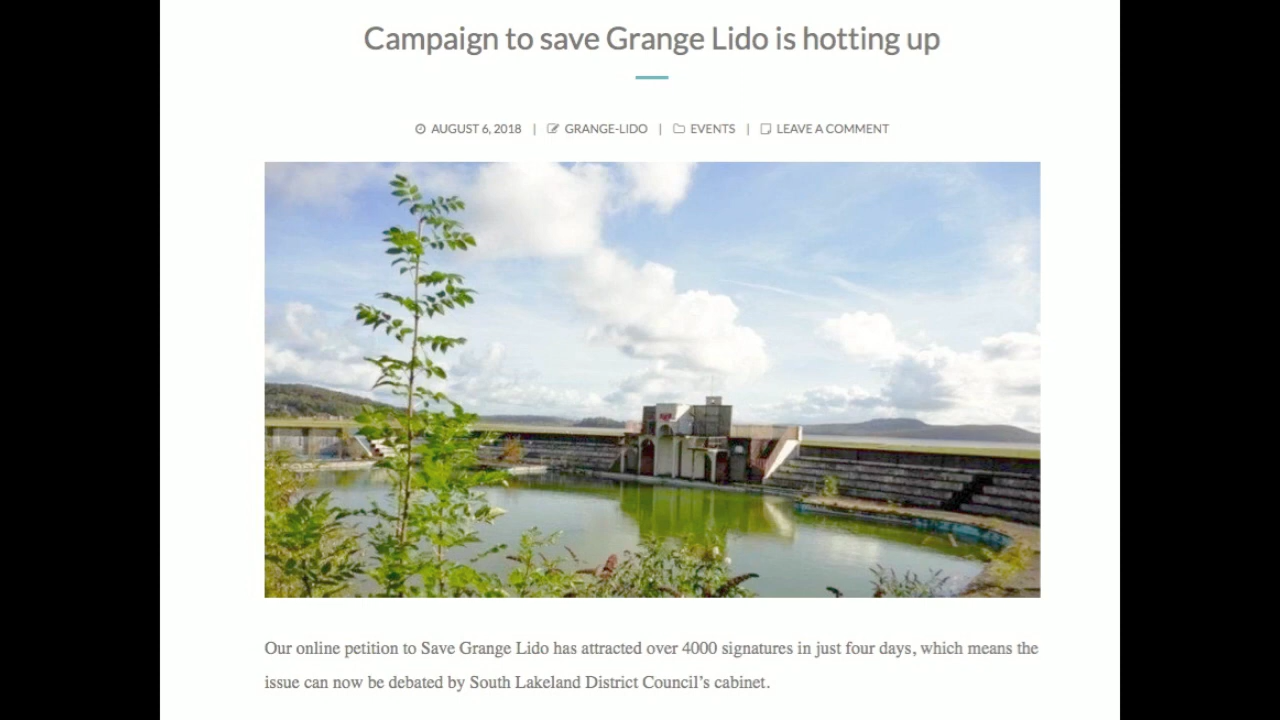 Campaign to save Grange Lido is hotting up
AUGUST 6, 2018 | GRANGE-LIDO | EVENTS | LEAVE A COMMENT
Our online petition to Save Grange Lido has attracted over 4000 signatures in just four days, which means the
issue can now be debated by South Lakeland District Council’s cabinet.